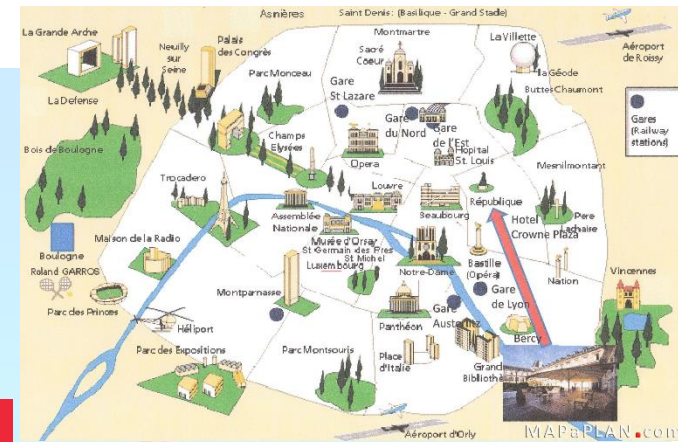 Asnières
Saint Denis: (Basilique - Grand Stade)
La Grande Arche
Neuilly
sur
Seine
Palais
des Congrès
Montmartre
Sacré
Coeur
La Villette
Aéroport
de Roissy
La Défense
Parc Monceau
Gare
St Lazare
la Géode
Buttes Chaumont
Gares
(Railway
stations)
Gare
du Nord
Gare
de l'Est
Champs
Elysées
Opera
Hopital
St. Louis
Bois de Boulogne
Mesnilmontant
Trocadero
Louvre
République
Assemblée
Nationale
Beaubourg
Hotel
Crowne Plaza
Pere
Lachaise
Musée d'Orsay
St Germain des Pres
St Michel
Luxembourg
Maison de la Radio
Boulogne
Roland GARROS
Notre-Dame
Bastille
(Opéra)
Nation
Vincennes
Gare
de Lyon
Montparnasse
Parc des Princes
Héliport
Panthéon
Gare
Austerlitz
Bercy
Parc des Expositions
Parc Montsouris
Place
d'Italie
Grand
Biblioth
Aéroport d'Orly
MAPaPLAN.com